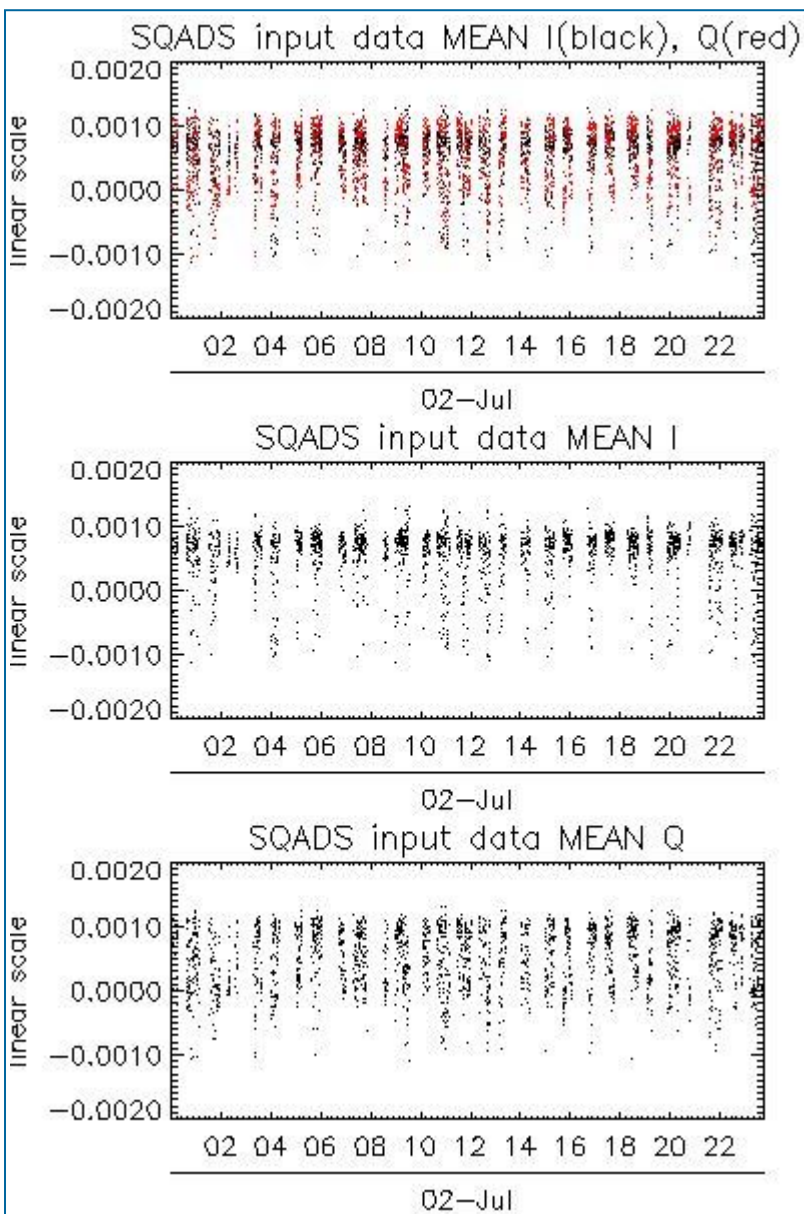 SQADS input data MEAN I(black), Q(red)
0.0020
0.0010
0.0000
−0.0010
−0.0020
linear scale
02 04 06 08 10 12 14 16 18 20 22
02−Jul
SQADS input data MEAN I
0.0020
0.0010
0.0000
−0.0010
−0.0020
linear scale
02 04 06 08 10 12 14 16 18 20 22
02−Jul
SQADS input data MEAN Q
0.0020
0.0010
0.0000
−0.0010
−0.0020
linear scale
02 04 06 08 10 12 14 16 18 20 22
02−Jul